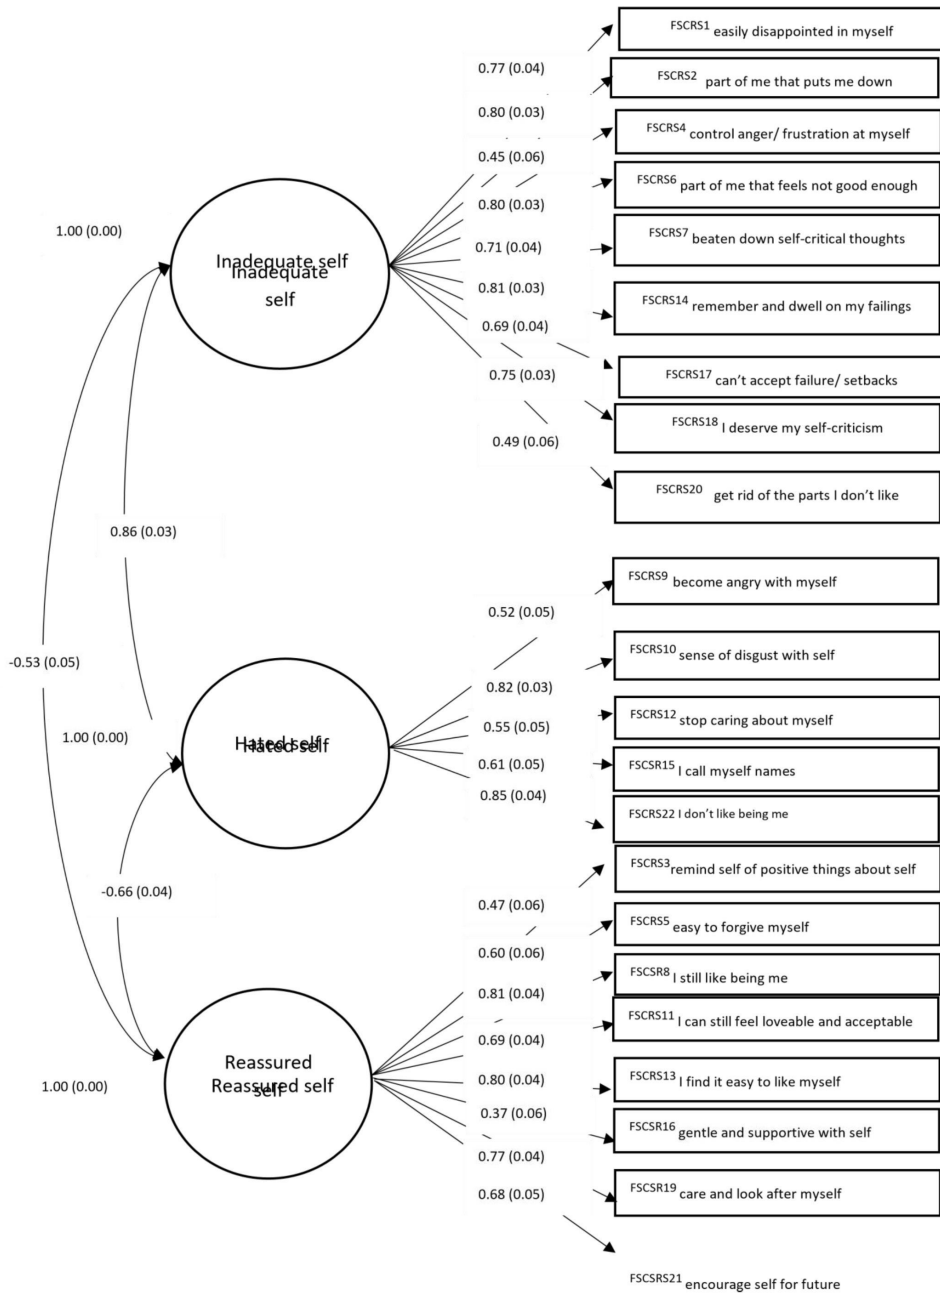 FSCRS1 easily disappointed in myself
0.77 (0.04)
FSCRS2 part of me that puts me down
0.80 (0.03)
FSCRS4 control anger/ frustration at myself
0.45 (0.06)
FSCRS6 part of me that feels not good enough
0.80 (0.03)
1.00 (0.00)
FSCRS7 beaten down self-critical thoughts
0.71 (0.04)
Inadequate self
Inadequate
self
0.81 (0.03)
FSCRS14 remember and dwell on my failings
0.69 (0.04)
0.75 (0.03)
FSCRS17 can't accept failure/ setbacks
FSCRS18 I deserve my self-criticism
0.49 (0.06)
FSCRS20 get rid of the parts I don't like
0.86 (0.03)
FSCRS9 become angry with myself
0.52 (0.05)
-0.53 (0.05)
FSCRS10 sense of disgust with self
0.82 (0.03)
FSCRS12 stop caring about myself
0.55 (0.05)
1.00 (0.00)
Hated self
Hated self
0.61 (0.05)
FSCSR15 I call myself names
0.85 (0.04)
FSCRS22 I don't like being me
FSCRS3 remind self of positive things about self
-0.66 (0.04)
0.47 (0.06)
FSCRS5 easy to forgive myself
0.60 (0.06)
FSCSR8 I still like being me
0.81 (0.04)
FSCRS11 I can still feel loveable and acceptable
0.69 (0.04)
Reassured
self
Reassured self
1.00 (0.00)
0.80 (0.04)
FSCRS13 I find it easy to like myself
0.37 (0.06)
FSCSR16 gentle and supportive with self
0.77 (0.04)
0.68 (0.05)
FSCSR19 care and look after myself
FSCSRS21 encourage self for future